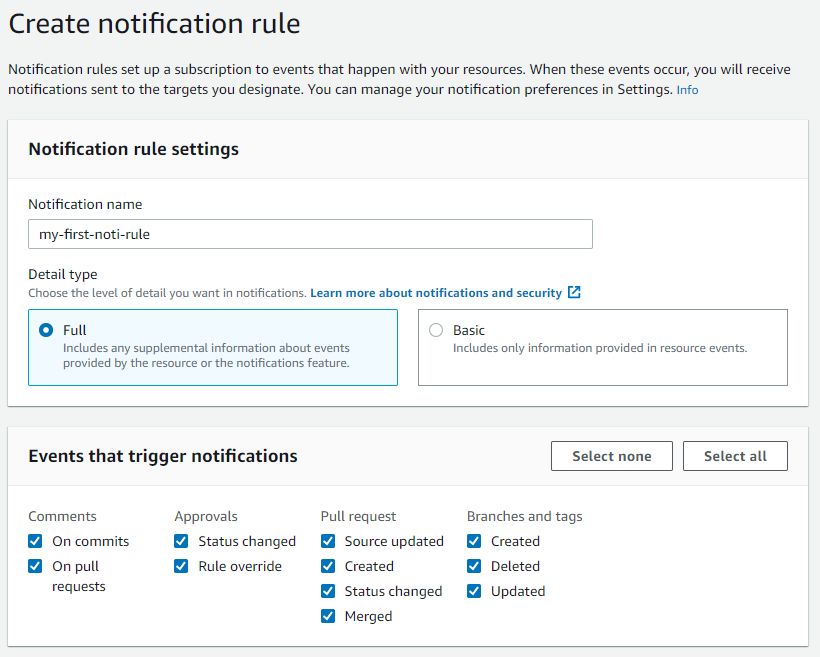 Create notification rule
Notification rules set up a subscription to events that happen with your resources. When these events occur, you will receive
notifications sent to the targets you designate. You can manage your notification preferences in Settings. Info
Notification rule settings
Notification name
my-first-noti-rule
Detail type
Choose the level of detail you want in notifications. Learn more about notifications and security
Full
Includes any supplemental information about events
provided by the resource or the notifications feature.
Basic
Includes only information provided in resource events.
Events that trigger notifications
Select none
Select all
Comments
On commits
On pull
requests
Approvals
Status changed
Rule override
Pull request
Source updated
Created
Status changed
Merged
Branches and tags
Created
Deleted
Updated